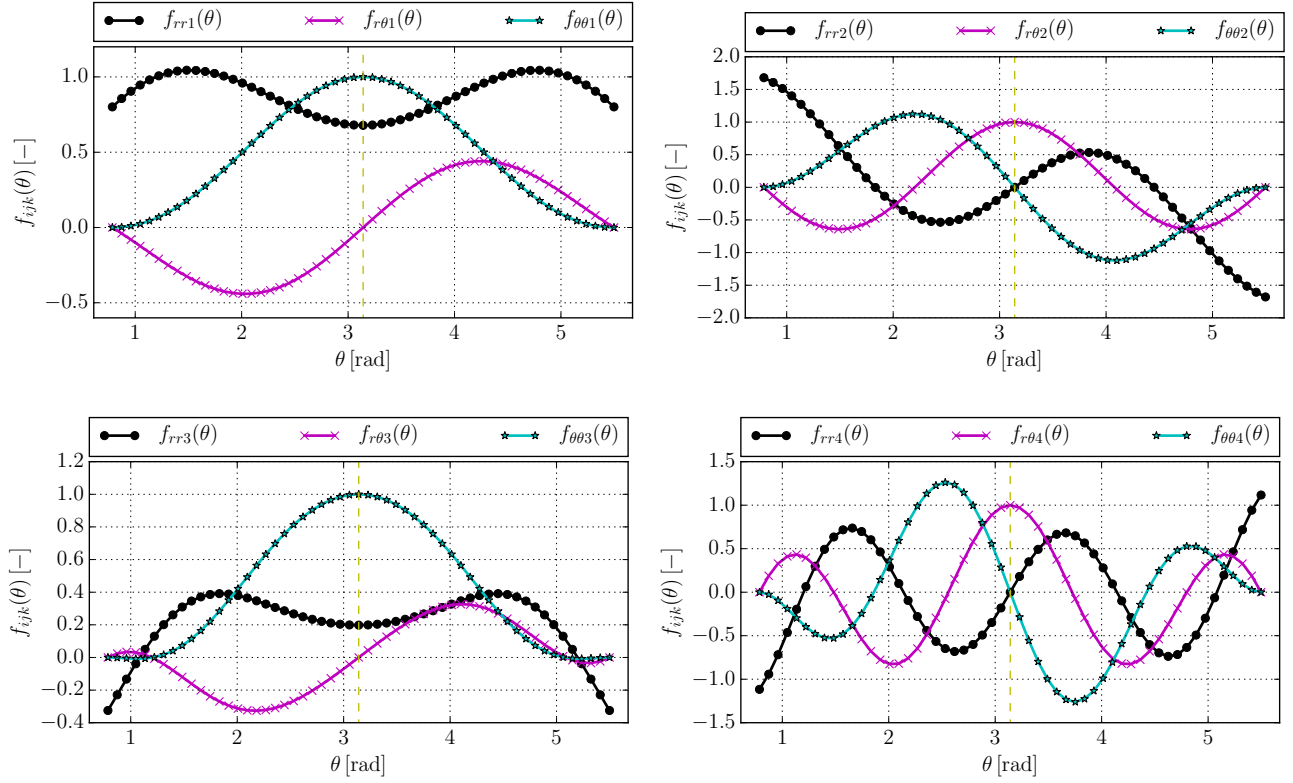 f_{rr1}(θ) f_{rθ1}(θ) f_{θθ1}(θ)
1.0
0.5
0.0
−0.5
f_{ijk}(θ) [−]
1 2 3 4 5
θ [rad]
f_{rr2}(θ) f_{rθ2}(θ) f_{θθ2}(θ)
2.0
1.5
1.0
0.5
0.0
−0.5
−1.0
−1.5
−2.0
f_{ijk}(θ) [−]
1 2 3 4 5
θ [rad]
f_{rr3}(θ) f_{rθ3}(θ) f_{θθ3}(θ)
1.2
1.0
0.8
0.6
0.4
0.2
0.0
−0.2
−0.4
f_{ijk}(θ) [−]
1 2 3 4 5
θ [rad]
f_{rr4}(θ) f_{rθ4}(θ) f_{θθ4}(θ)
1.5
1.0
0.5
0.0
−0.5
−1.0
−1.5
f_{ijk}(θ) [−]
1 2 3 4 5
θ [rad]